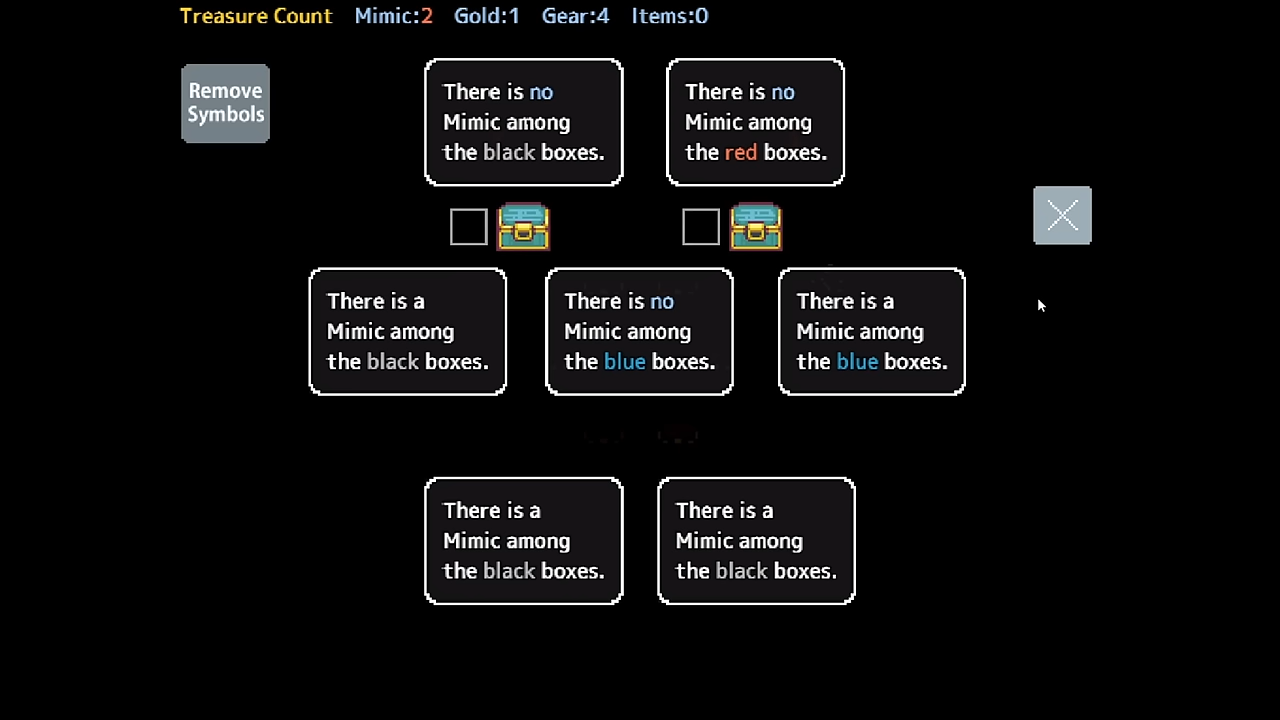 Treasure Count Mimic:2 Gold:1 Gear:4 Items:0
Remove
Symbols
There is no
Mimic among
the black boxes.
There is no
Mimic among
the red boxes.
There is a
Mimic among
the black boxes.
There is no
Mimic among
the blue boxes.
There is a
Mimic among
the blue boxes.
There is a
Mimic among
the black boxes.
There is a
Mimic among
the black boxes.